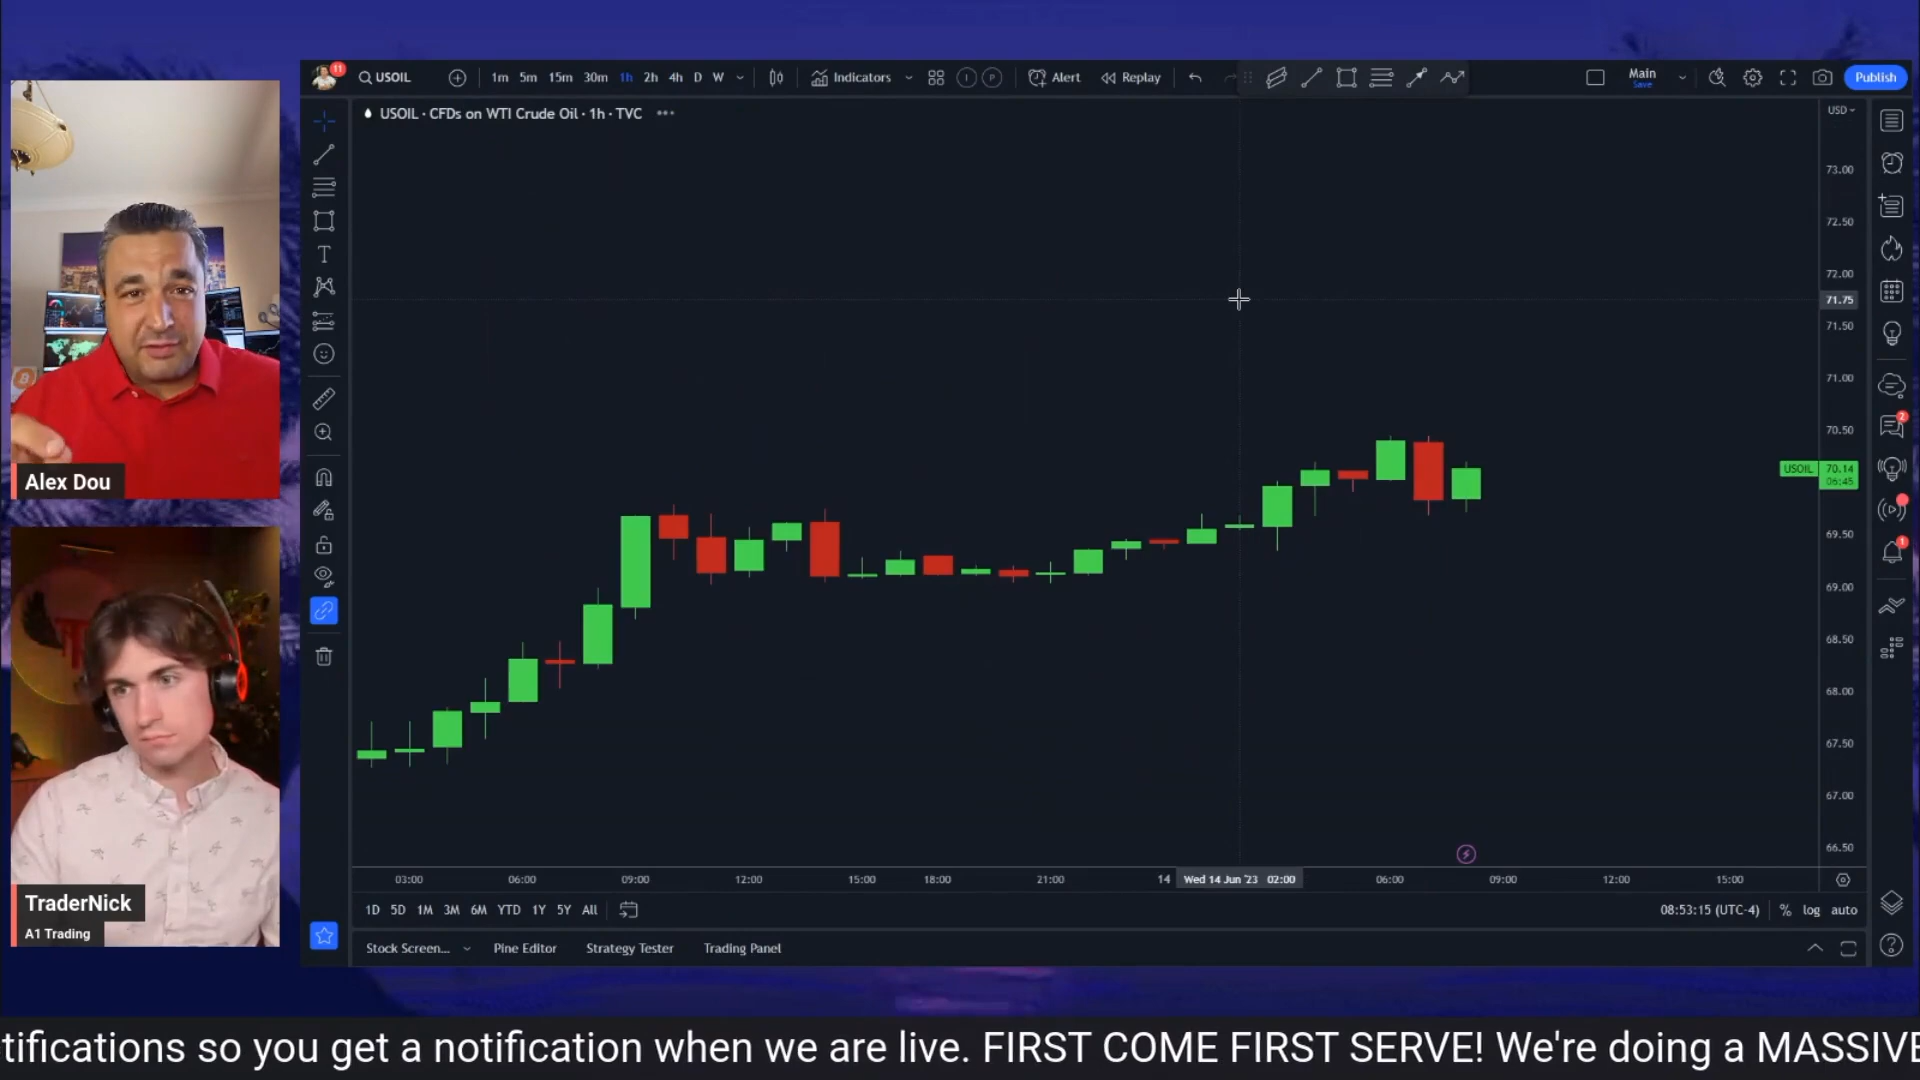 11
USOIL
1m 5m 15m 30m 1h 2h 4h D W
Indicators
Alert
Replay
Main
Save
Publish
USOIL · CFDs on WTI Crude Oil · 1h · TVC
USD
73.00
72.50
72.00
71.75
71.50
71.00
70.50
USOIL 70.14
06:45
69.50
69.00
68.50
68.00
67.50
67.00
66.50
2
1
Alex Dou
TraderNick
A1 Trading
03:00 06:00 09:00 12:00 15:00 18:00 21:00 14 Wed 14 Jun '23 02:00 06:00 09:00 12:00 15:00
1D 5D 1M 3M 6M YTD 1Y 5Y All
08:53:15 (UTC-4) % log auto
Stock Screen... Pine Editor Strategy Tester Trading Panel
tifications so you get a notification when we are live. FIRST COME FIRST SERVE! We're doing a MASSIVE